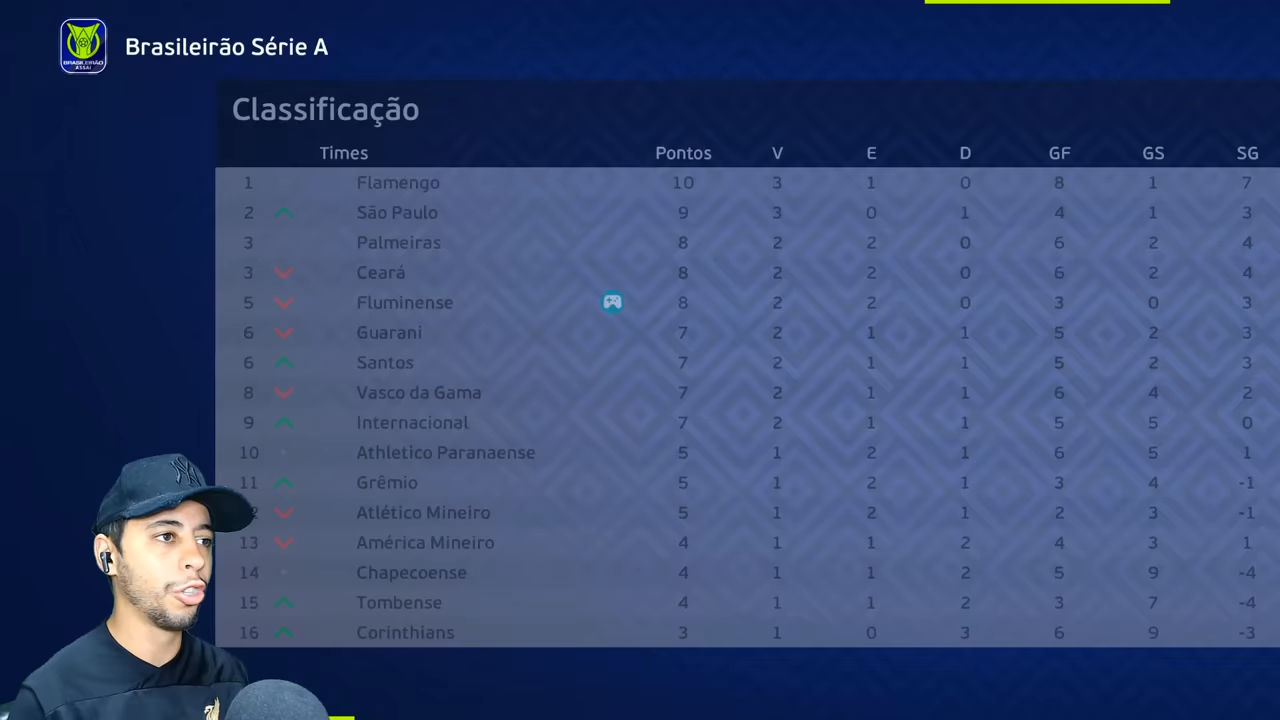 BRASILEIRÃO
ASSAÍ
Brasileirão Série A
Classificação
Times Pontos V E D GF GS SG
1 Flamengo 10 3 1 0 8 1 7
2 São Paulo 9 3 0 1 4 1 3
3 Palmeiras 8 2 2 0 6 2 4
3 Ceará 8 2 2 0 6 2 4
5 Fluminense 8 2 2 0 3 0 3
6 Guarani 7 2 1 1 5 2 3
6 Santos 7 2 1 1 5 2 3
8 Vasco da Gama 7 2 1 1 6 4 2
9 Internacional 7 2 1 1 5 5 0
10 Athletico Paranaense 5 1 2 1 6 5 1
11 Grêmio 5 1 2 1 3 4 -1
2 Atlético Mineiro 5 1 2 1 2 3 -1
13 América Mineiro 4 1 1 2 4 3 1
14 Chapecoense 4 1 1 2 5 9 -4
15 Tombense 4 1 1 2 3 7 -4
16 Corinthians 3 1 0 3 6 9 -3